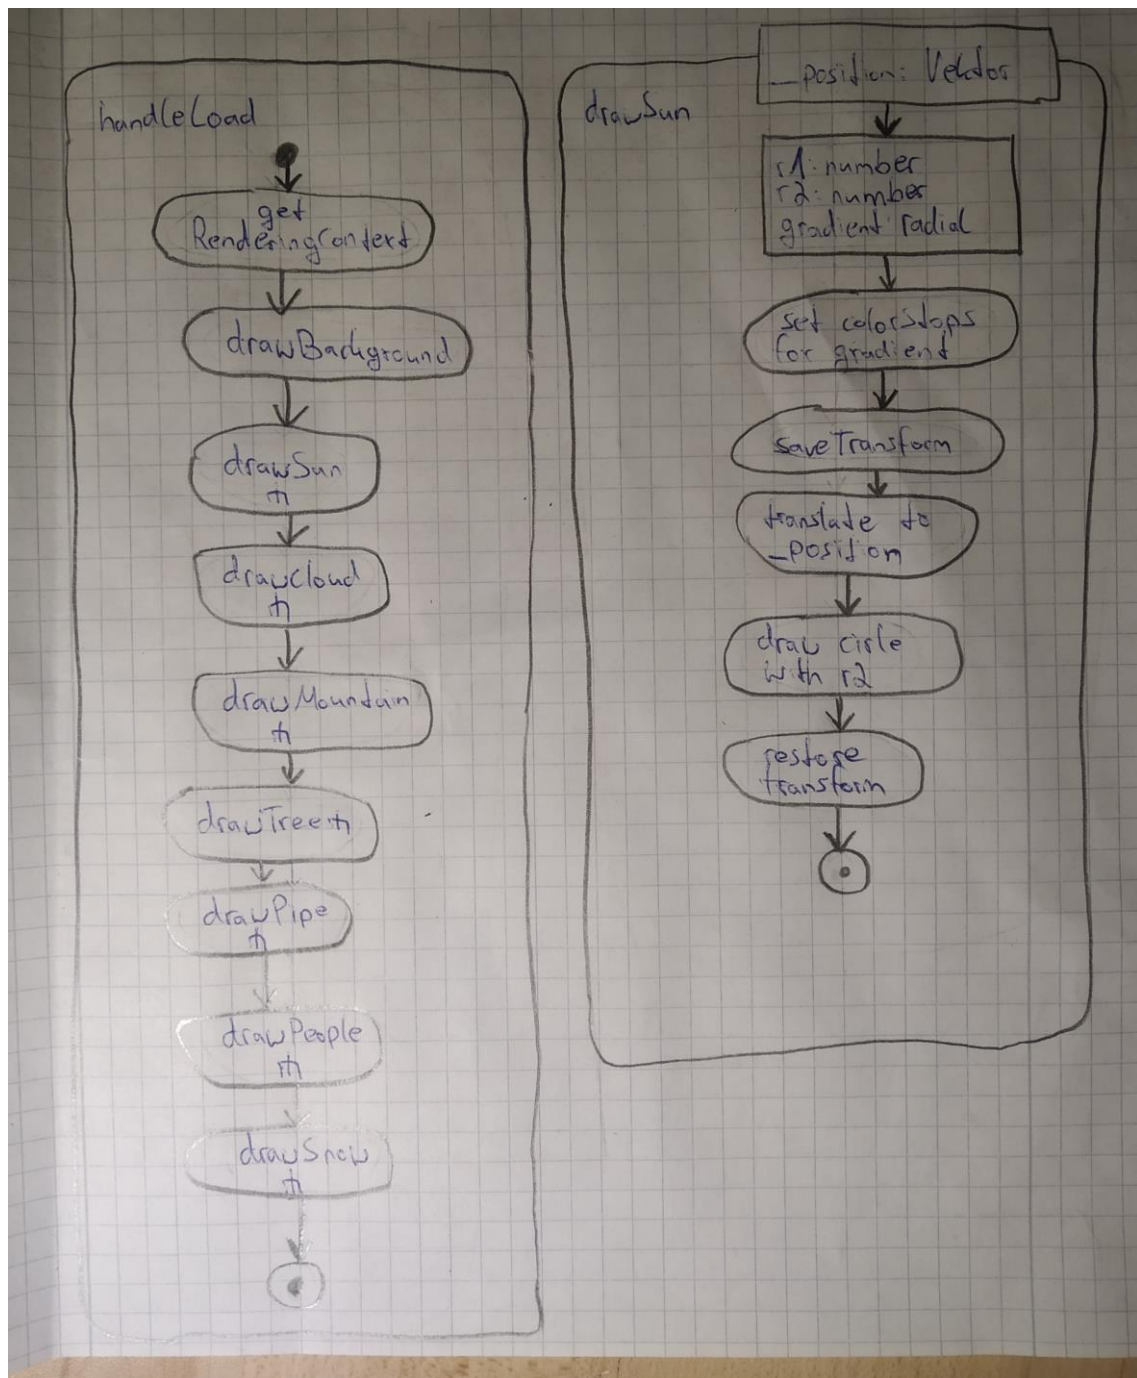 handleLoad
get
RenderingContext
drawBackground
drawSun
drawCloud
drawMountain
drawTree
drawPipe
drawPeople
drawSnow
_position: Vektor
drawSun
r1: number
r2: number
gradient radial
set colorStops
for gradient
saveTransform
translate to
_position
draw cirle
with r2
restore
transform